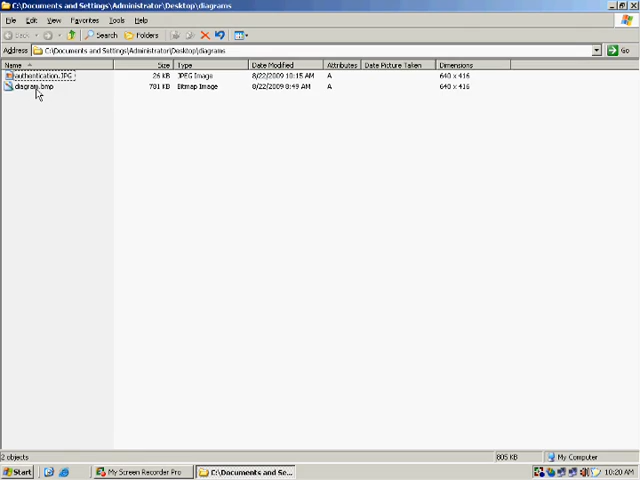 C:\Documents and Settings\Administrator\Desktop\diagrams
File Edit View Favorites Tools Help
Back Search Folders
Address C:\Documents and Settings\Administrator\Desktop\diagrams Go
Name Size Type Date Modified Attributes Date Picture Taken Dimensions
authentication.JPG 26 KB JPEG Image 8/22/2009 10:15 AM A 640 x 416
diagram.bmp 781 KB Bitmap Image 8/22/2009 8:49 AM A 640 x 416
2 objects 805 KB My Computer
Start My Screen Recorder Pro C:\Documents and Se... 10:20 AM